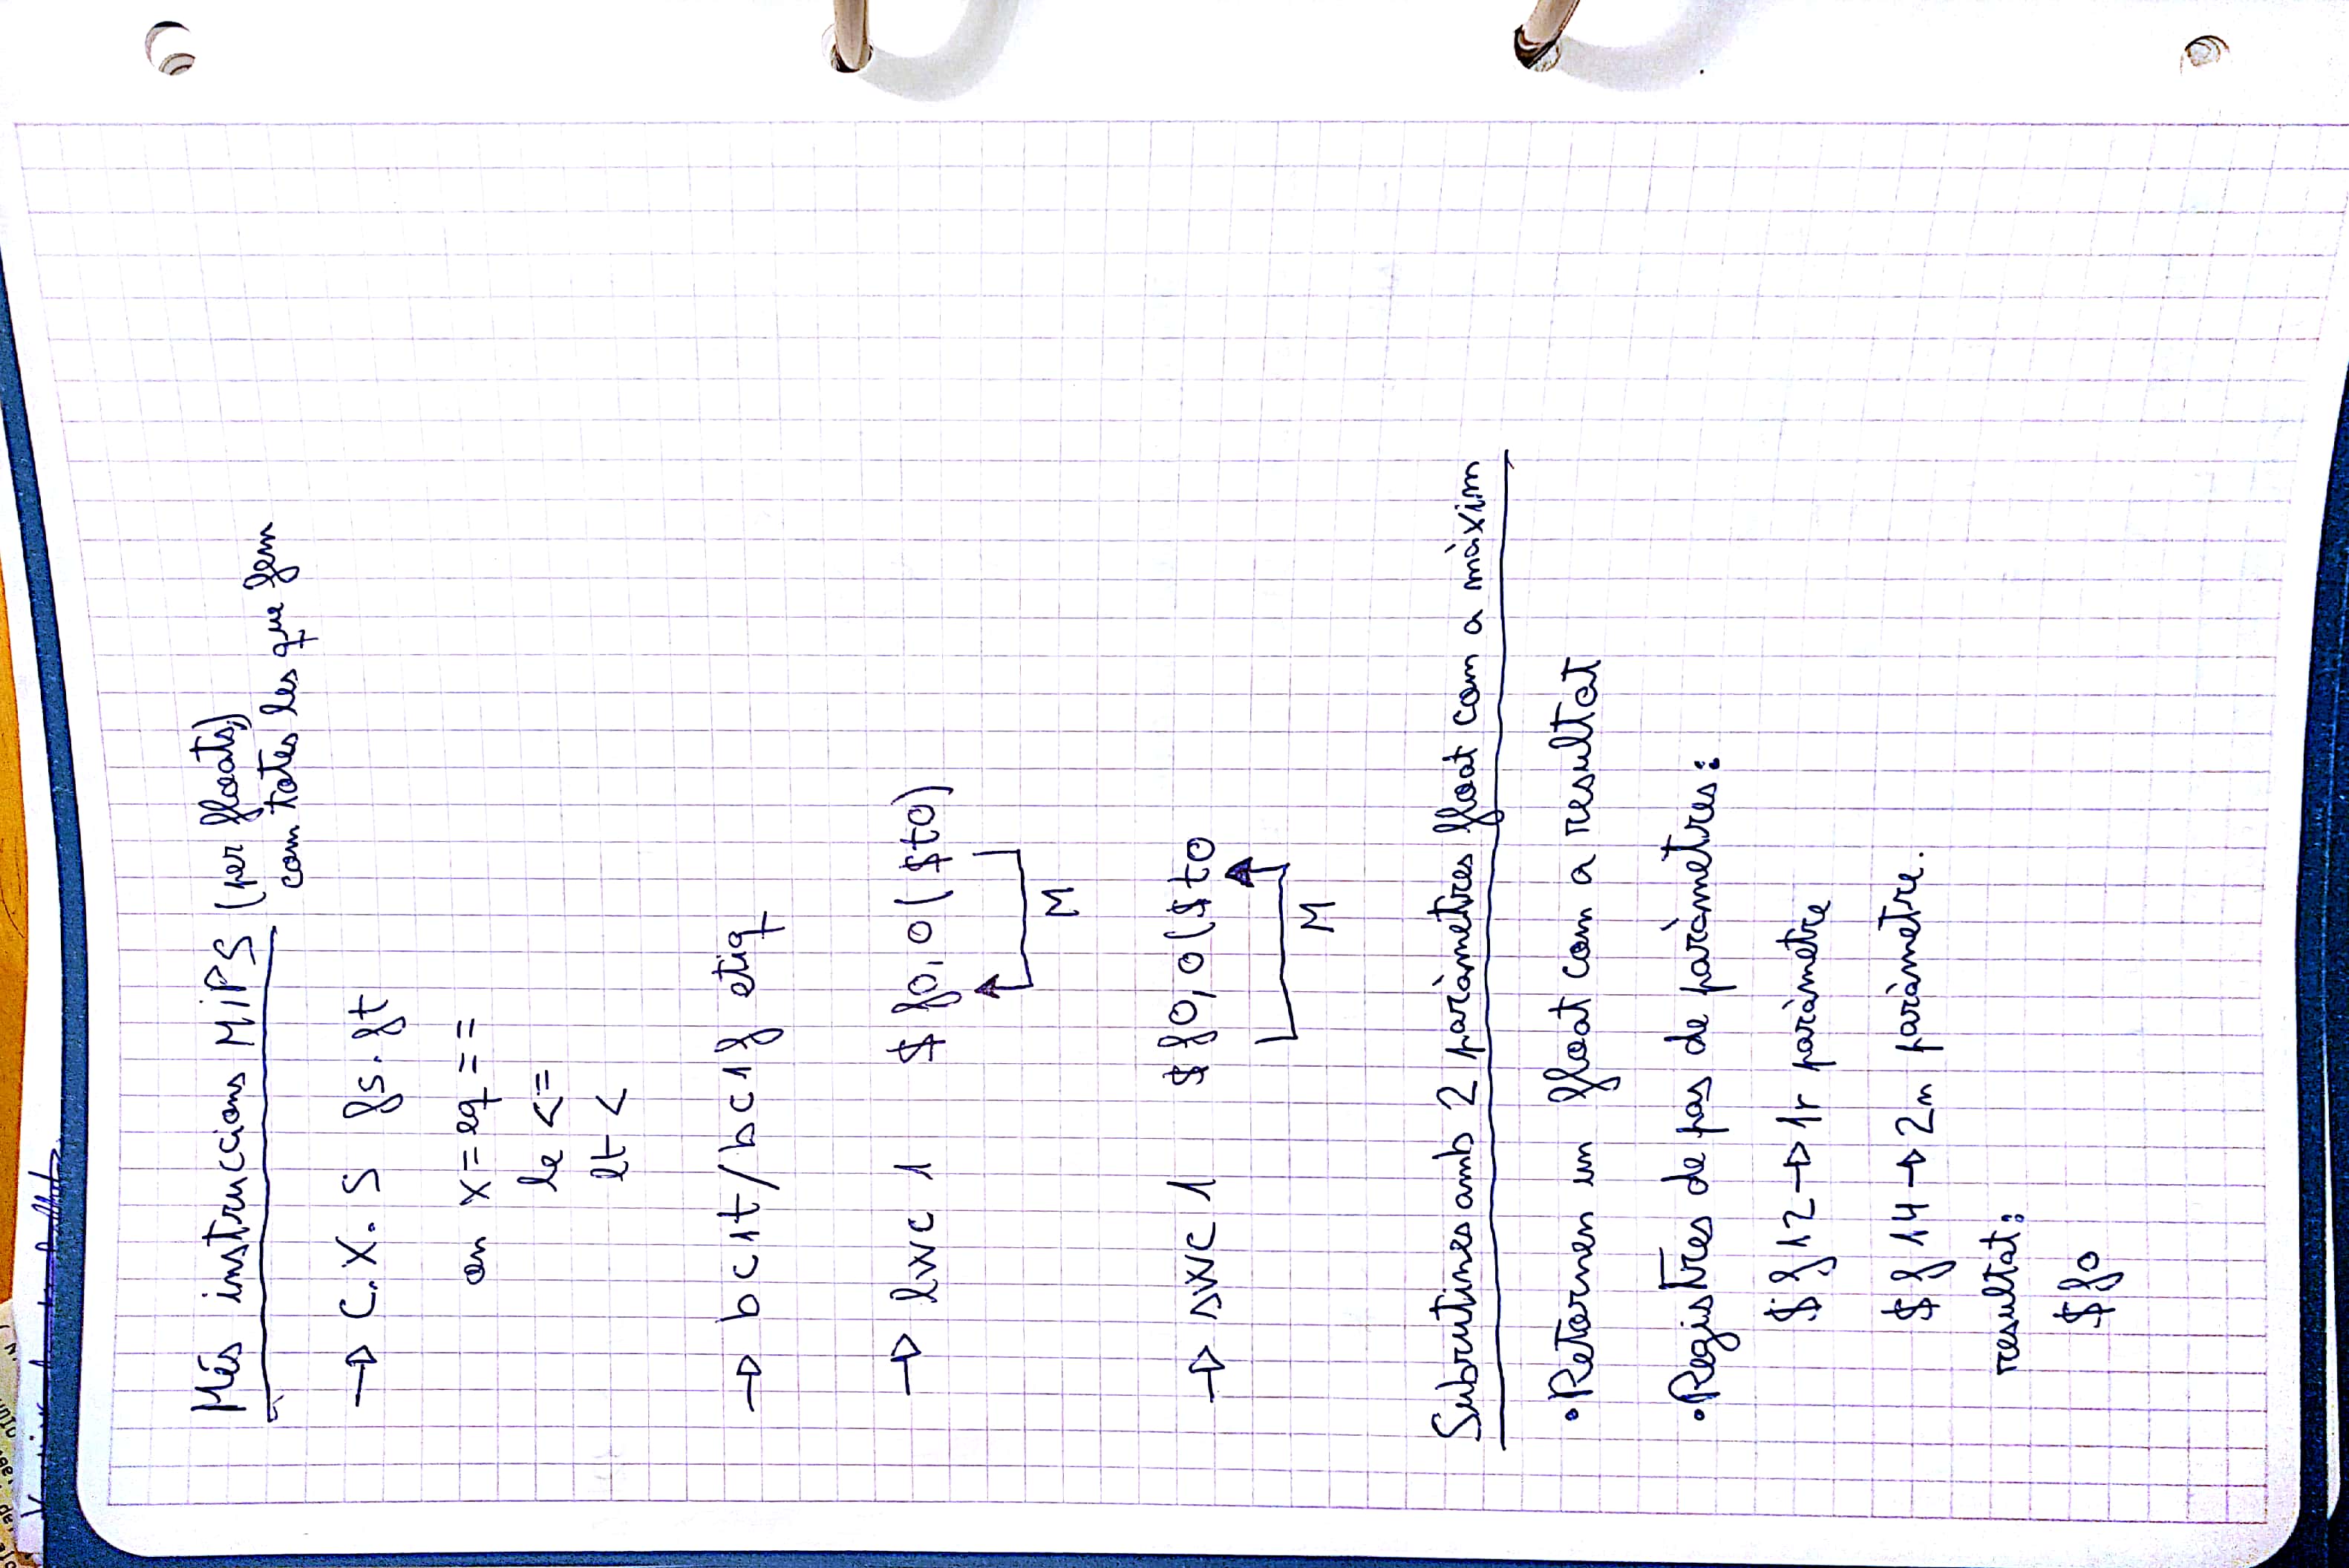 Més instruccions MiPS (per floats,)
com totes les que fem
→ C.X.S fs.ft
on x = eq ==
le <=
lt <
→ bc1t/bc1f etiq
→ lwc1 $f0, 0($t0)
M
→ swc1 $f0, 0($t0
M
Subrutines amb 2 paràmetres float com a màxim
• Retornen un float com a resultat
• Registres de pas de paràmetres:
$f12 → 1r paràmetre
$f14 → 2n paràmetre.
resultat:
$f0